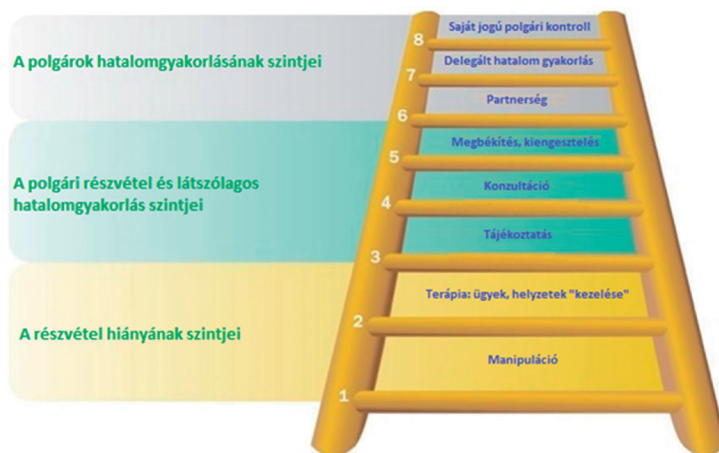 Saját jogú polgári kontroll
8
A polgárok hatalomgyakorlásának szintjei
Delegált hatalom gyakorlás
7
Partnerség
6
Megbékítés, kiengesztelés
5
A polgári részvétel és látszólagos
hatalomgyakorlás szintjei
Konzultáció
4
Tájékoztatás
3
Terápia: ügyek, helyzetek "kezelése"
2
A részvétel hiányának szintjei
Manipuláció
1